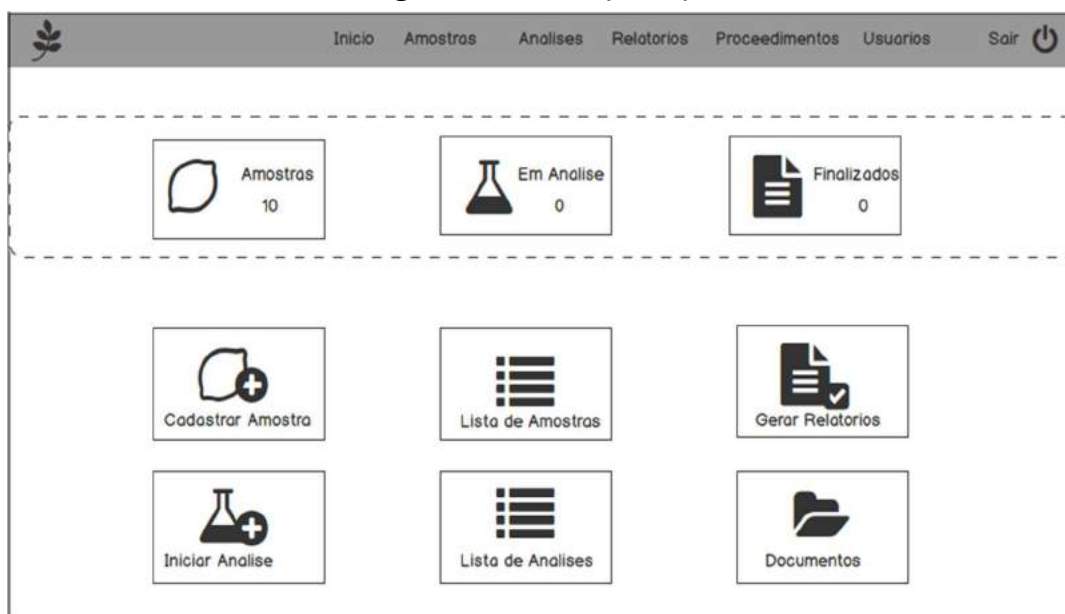 Inicio Amostras Analises Relatorios Proceedimentos Usuarios Sair
Amostras
10
Em Analise
0
Finalizados
0
Cadastrar Amostra
Lista de Amostras
Gerar Relatorios
Iniciar Analise
Lista de Analises
Documentos